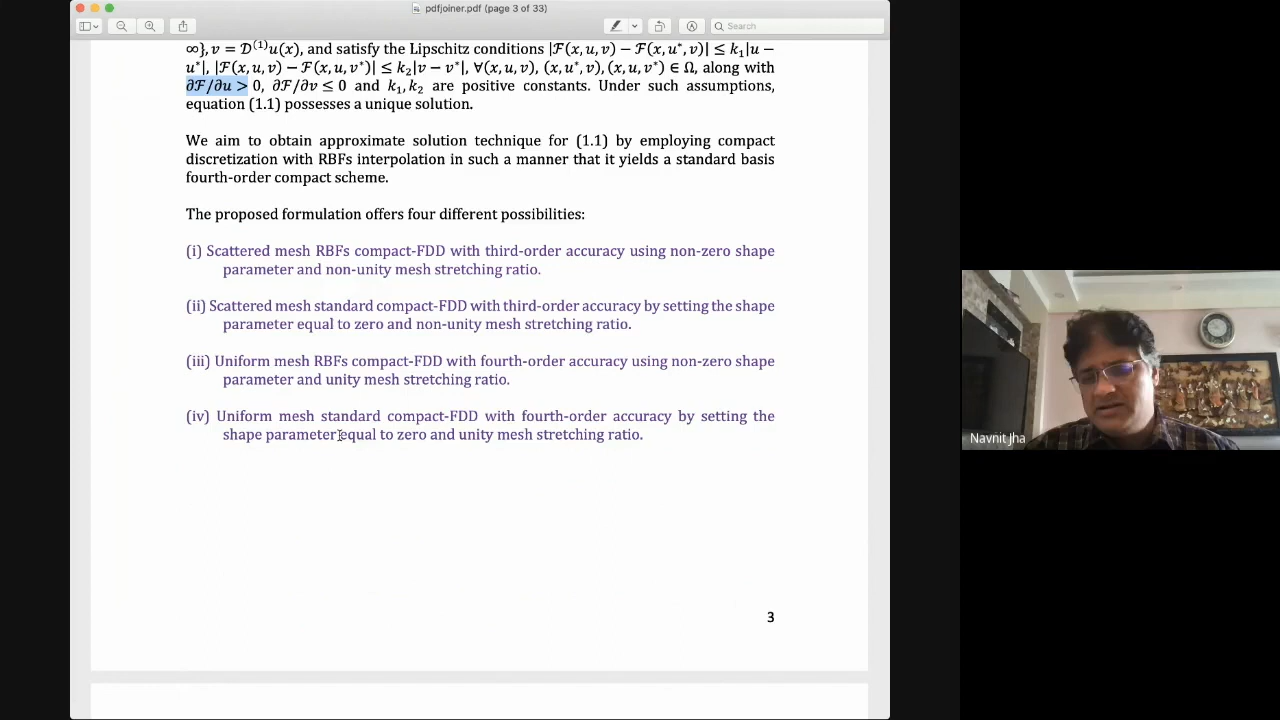 pdfjoiner.pdf (page 3 of 33)
Search
∞}, v = 𝒟⁽¹⁾u(x), and satisfy the Lipschitz conditions |ℱ(x, u, v) − ℱ(x, u*, v)| ≤ k₁|u −
u*|, |ℱ(x, u, v) − ℱ(x, u, v*)| ≤ k₂|v − v*|, ∀(x, u, v), (x, u*, v), (x, u, v*) ∈ Ω, along with
∂ℱ/∂u > 0, ∂ℱ/∂v ≤ 0 and k₁, k₂ are positive constants. Under such assumptions,
equation (1.1) possesses a unique solution.
We aim to obtain approximate solution technique for (1.1) by employing compact
discretization with RBFs interpolation in such a manner that it yields a standard basis
fourth-order compact scheme.
The proposed formulation offers four different possibilities:
(i) Scattered mesh RBFs compact-FDD with third-order accuracy using non-zero shape
parameter and non-unity mesh stretching ratio.
(ii) Scattered mesh standard compact-FDD with third-order accuracy by setting the shape
parameter equal to zero and non-unity mesh stretching ratio.
(iii) Uniform mesh RBFs compact-FDD with fourth-order accuracy using non-zero shape
parameter and unity mesh stretching ratio.
(iv) Uniform mesh standard compact-FDD with fourth-order accuracy by setting the
shape parameter equal to zero and unity mesh stretching ratio.
3
Navnit Jha